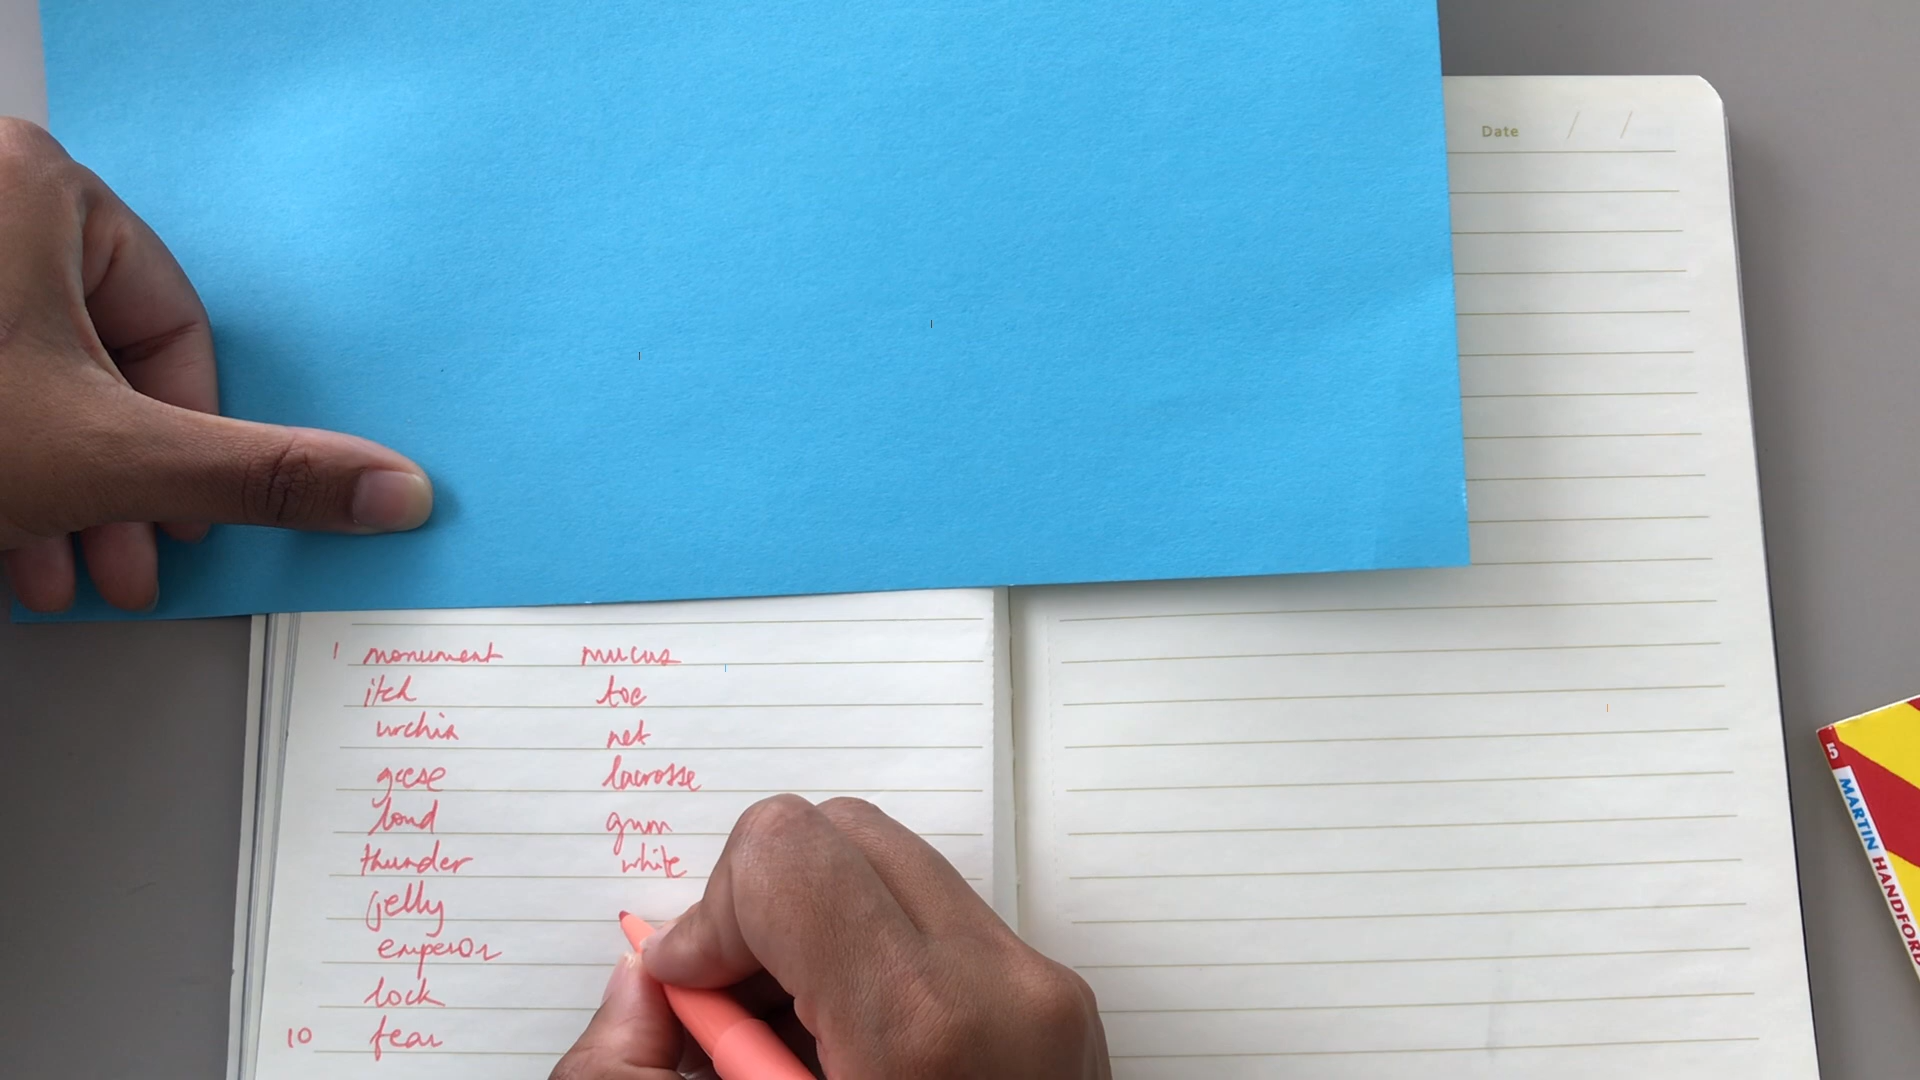 Date / /
1 monument mucus
itch toe
urchin net
geese lacrosse
loud gum
thunder white
jelly
emperor
lock
10 fear
5 MARTIN HANDFORD